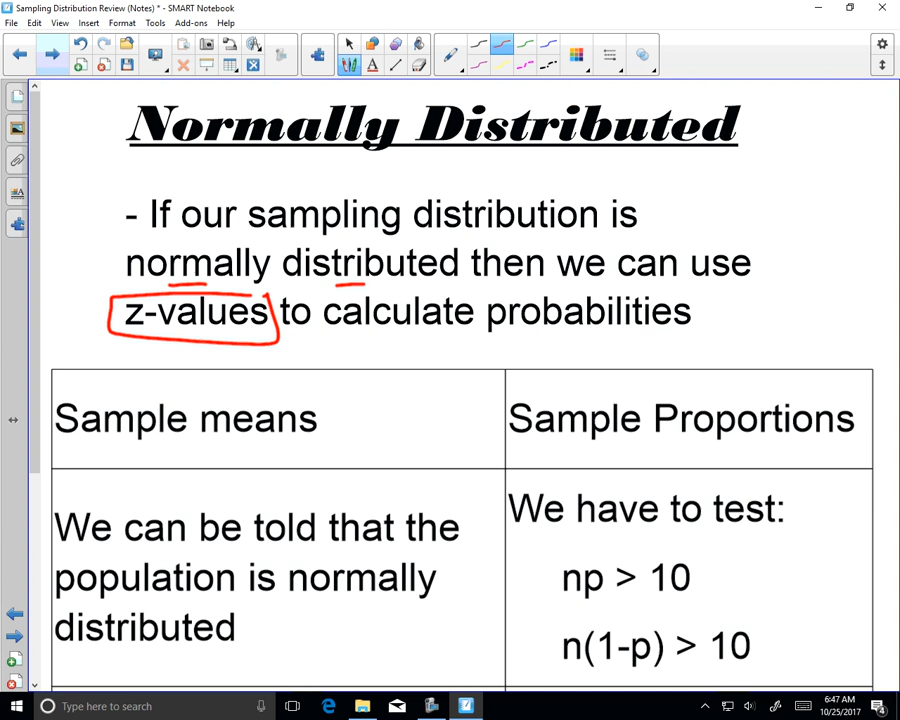 Sampling Distribution Review (Notes) * - SMART Notebook
File Edit View Insert Format Tools Add-ons Help
Normally Distributed
- If our sampling distribution is
normally distributed then we can use
z-values to calculate probabilities
Sample means
Sample Proportions
We can be told that the
population is normally
distributed
We have to test:
np > 10
n(1-p) > 10
Type here to search
6:47 AM
10/25/2017
4